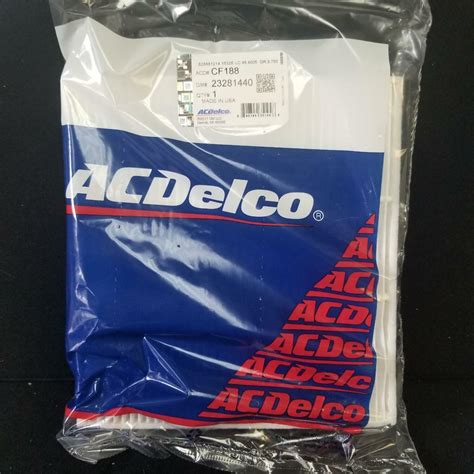 ACC# CF188
GM# 23281440
QTY# 1
MADE IN USA
ACDelco
ACDelco®
ACDelco
ACDelco
ACDelco
ACDelco
ACDelco
ACDelco